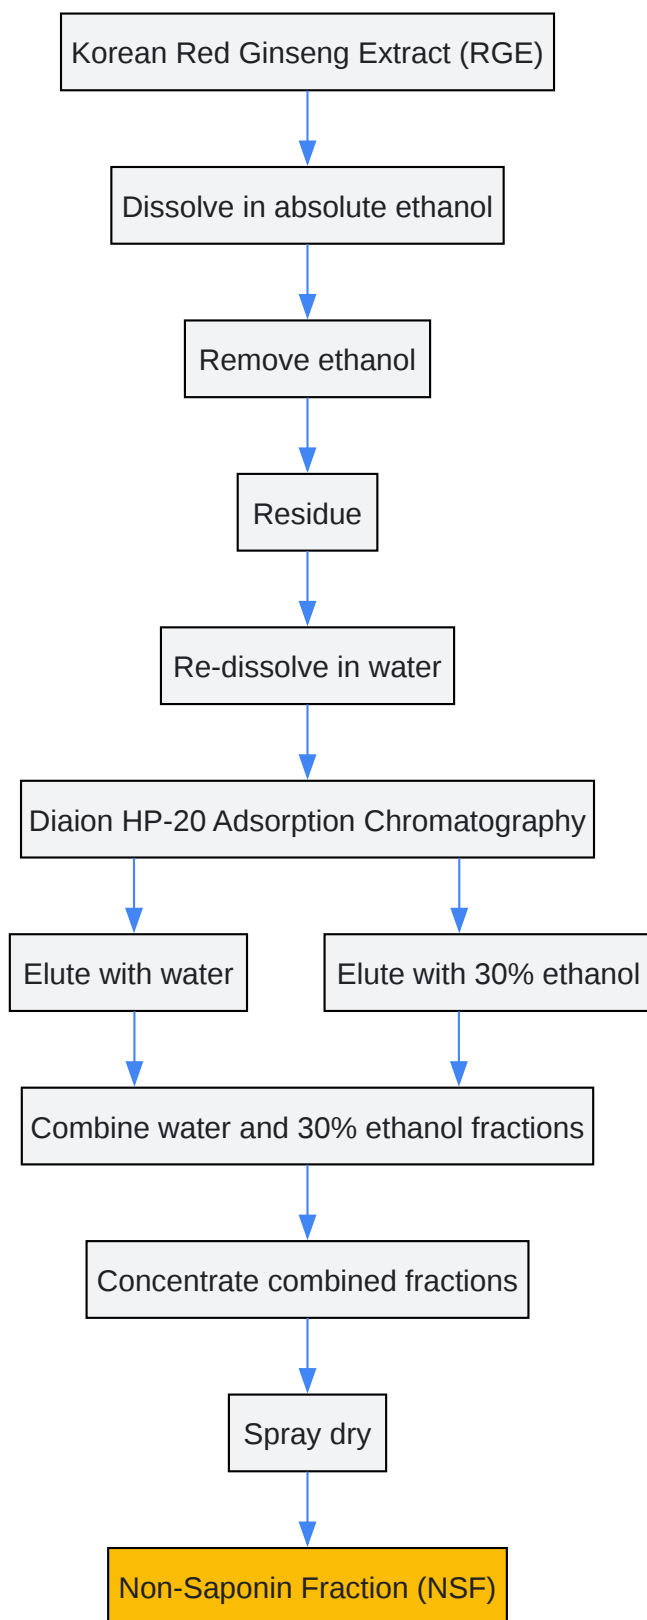 Korean Red Ginseng Extract (RGE)
Dissolve in absolute ethanol
Remove ethanol
Residue
Re-dissolve in water
Diaion HP-20 Adsorption Chromatography
Elute with water
Elute with 30% ethanol
Combine water and 30% ethanol fractions
Concentrate combined fractions
Spray dry
Non-Saponin Fraction (NSF)